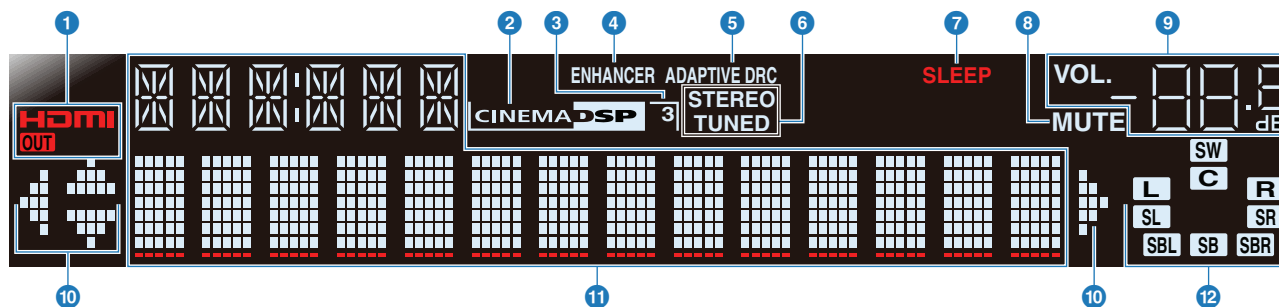 1 2 3 4 5 6 7 8 9
ENHANCER ADAPTIVE DRC SLEEP VOL.
HDMI CINEMA DSP 3 STEREO
OUT TUNED MUTE dB
SW
L C R
SL SR
SBL SB SBR
10 11 10 12